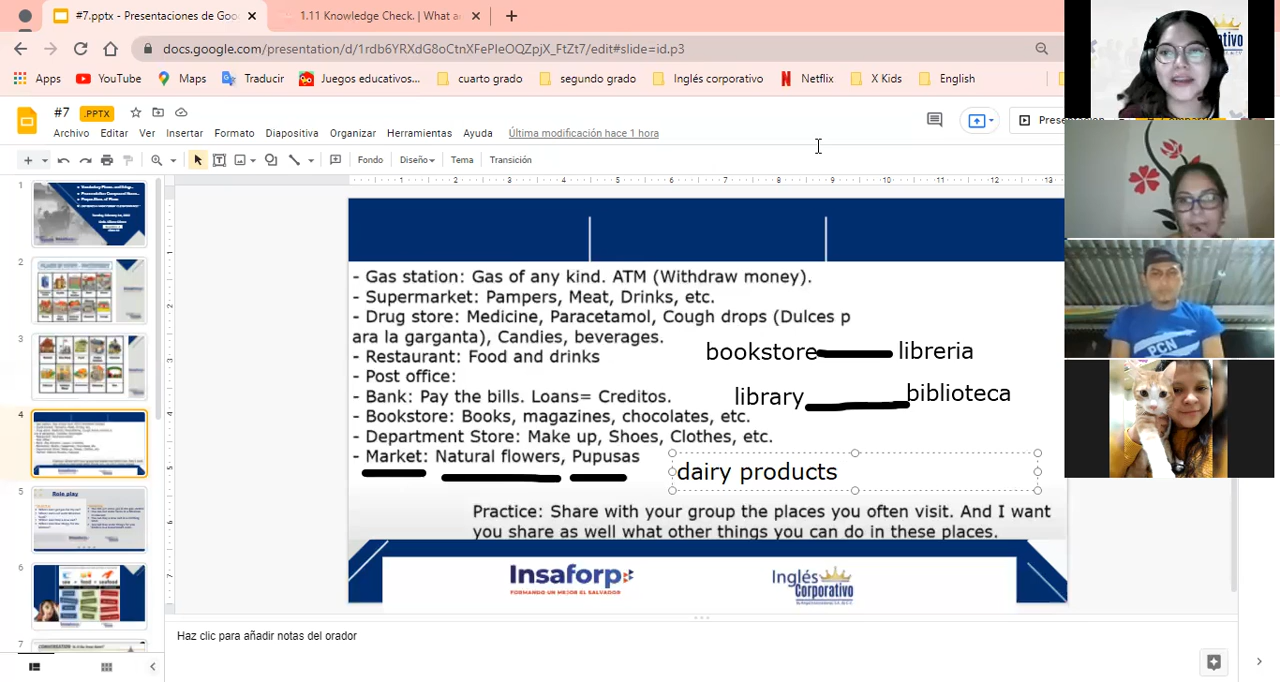 #7.pptx - Presentaciones de Goo
1.11 Knowledge Check. | What a
docs.google.com/presentation/d/1rdb6YRXdG8oCtnXFePleOQZpjX_FtZt7/edit#slide=id.p3
Apps YouTube Maps Traducir Juegos educativos... cuarto grado segundo grado Inglés corporativo Netflix X Kids English
#7 .PPTX
Archivo Editar Ver Insertar Formato Diapositiva Organizar Herramientas Ayuda Última modificación hace 1 hora
Fondo Diseño Tema Transición
- Gas station: Gas of any kind. ATM (Withdraw money).
- Supermarket: Pampers, Meat, Drinks, etc.
- Drug store: Medicine, Paracetamol, Cough drops (Dulces p
ara la garganta), Candies, beverages.
- Restaurant: Food and drinks
- Post office:
- Bank: Pay the bills. Loans= Creditos.
- Bookstore: Books, magazines, chocolates, etc.
- Department Store: Make up, Shoes, Clothes, etc.
- Market: Natural flowers, Pupusas
bookstore libreria
library biblioteca
dairy products
Practice: Share with your group the places you often visit. And I want
you share as well what other things you can do in these places.
Insaforp
FORMANDO UN MEJOR EL SALVADOR
Inglés
Corporativo
Haz clic para añadir notas del orador
1
2
3
4
5
Role play
6
7
PCN